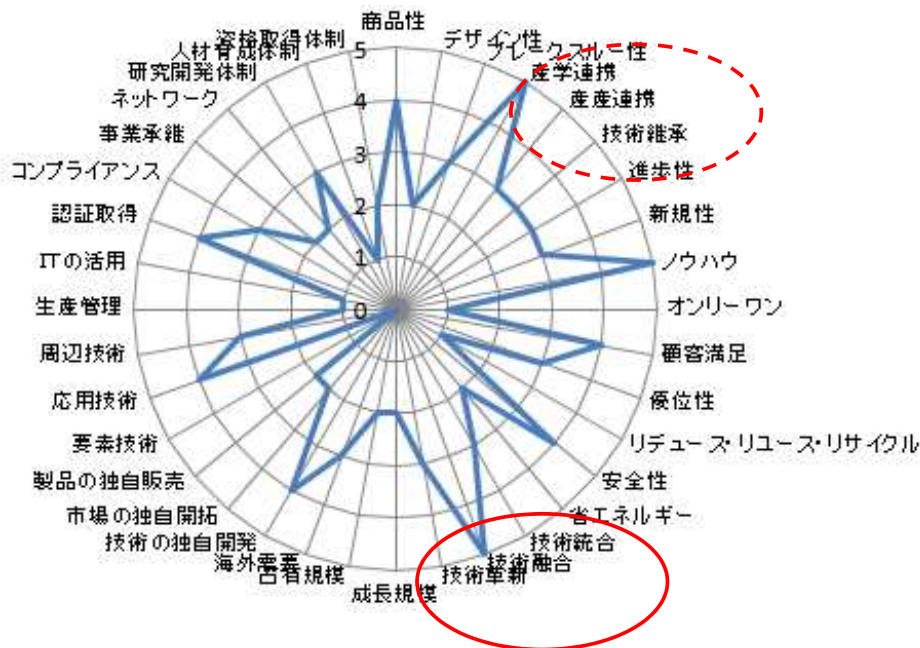 商品性
デザイン性
ブレークスルー性
産学連携
産産連携
技術継承
進歩性
新規性
ノウハウ
オンリーワン
顧客満足
優位性
リデュース・リユース・リサイクル
安全性
省エネルギー
技術統合
技術融合
技術革新
成長規模
占有規模
海外需要
技術の独自開発
市場の独自開拓
製品の独自販売
要素技術
応用技術
周辺技術
生産管理
ITの活用
認証取得
コンプライアンス
事業承継
ネットワーク
研究開発体制
人材育成体制
資格取得体制
5
4
3
2
1
0